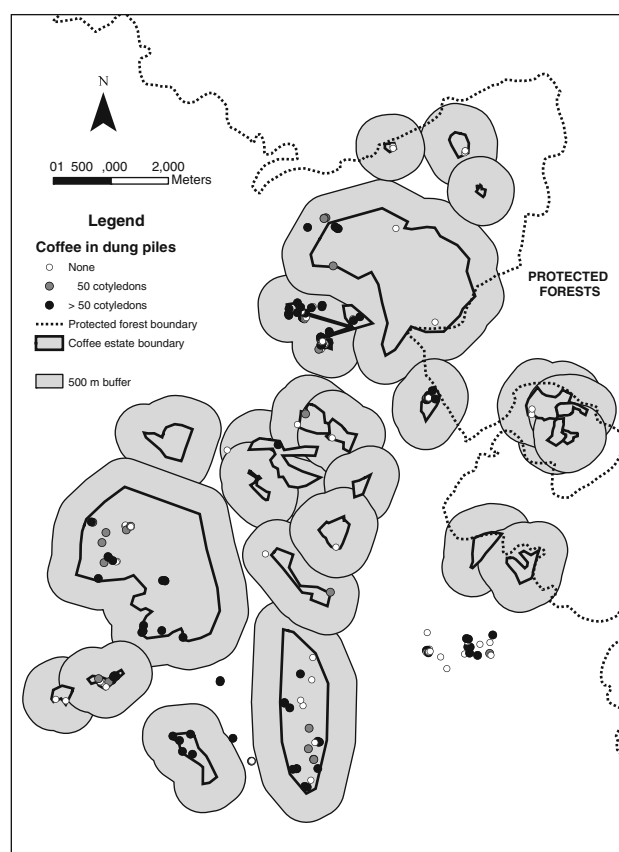 N
01 500 ,000 2,000
Meters
Legend
Coffee in dung piles
None
50 cotyledons
> 50 cotyledons
Protected forest boundary
Coffee estate boundary
500 m buffer
PROTECTED
FORESTS